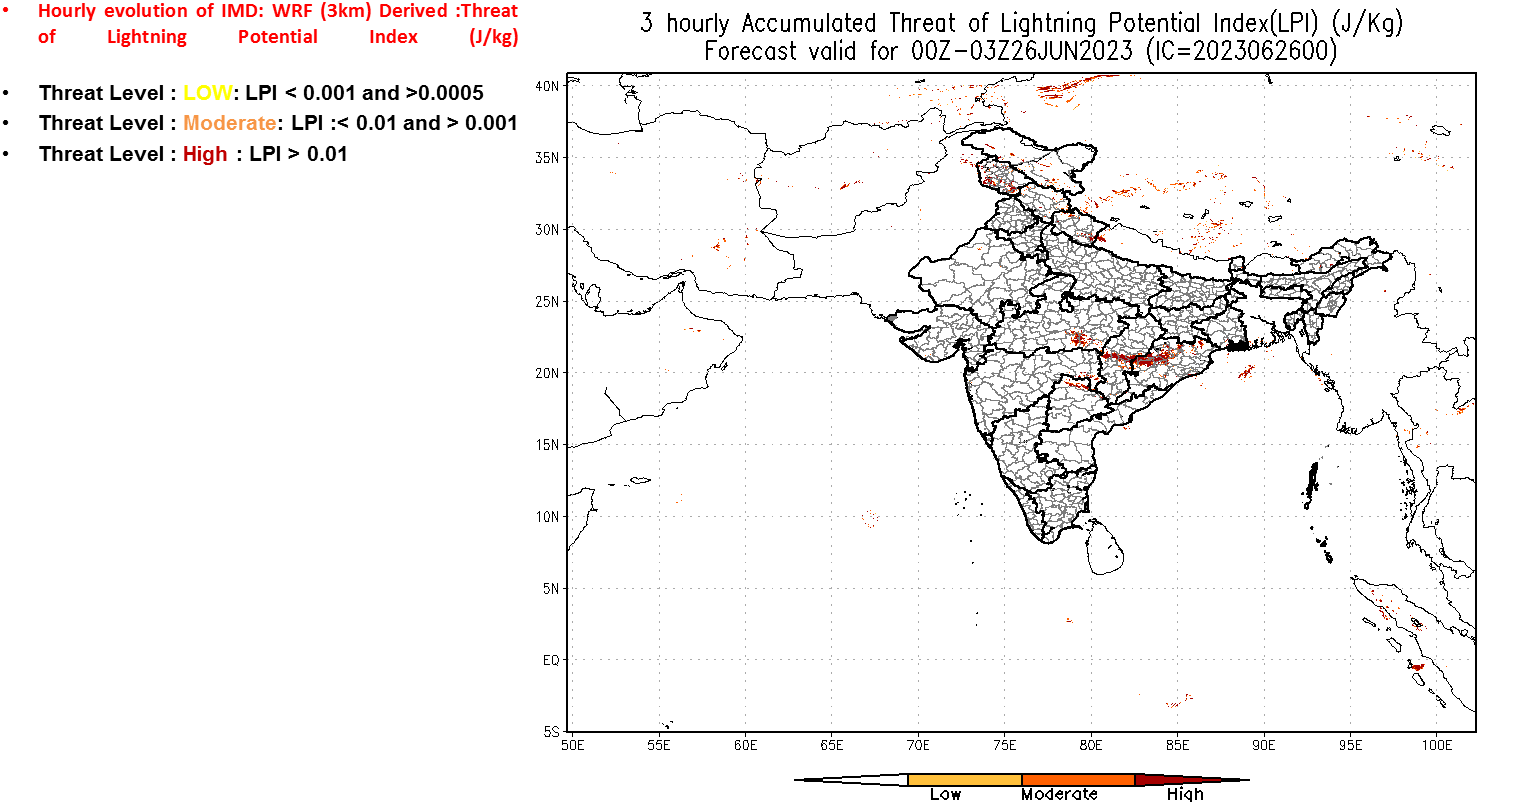 • Hourly evolution of IMD: WRF (3km) Derived :Threat
of Lightning Potential Index (J/kg)
• Threat Level : LOW: LPI < 0.001 and >0.0005
• Threat Level : Moderate: LPI :< 0.01 and > 0.001
• Threat Level : High : LPI > 0.01
3 hourly Accumulated Threat of Lightning Potential Index(LPI) (J/Kg)
Forecast valid for 00Z-03Z26JUN2023 (IC=2023062600)
40N
35N
30N
25N
20N
15N
10N
5N
EQ
5S
50E 55E 60E 65E 70E 75E 80E 85E 90E 95E 100E
Low Moderate High